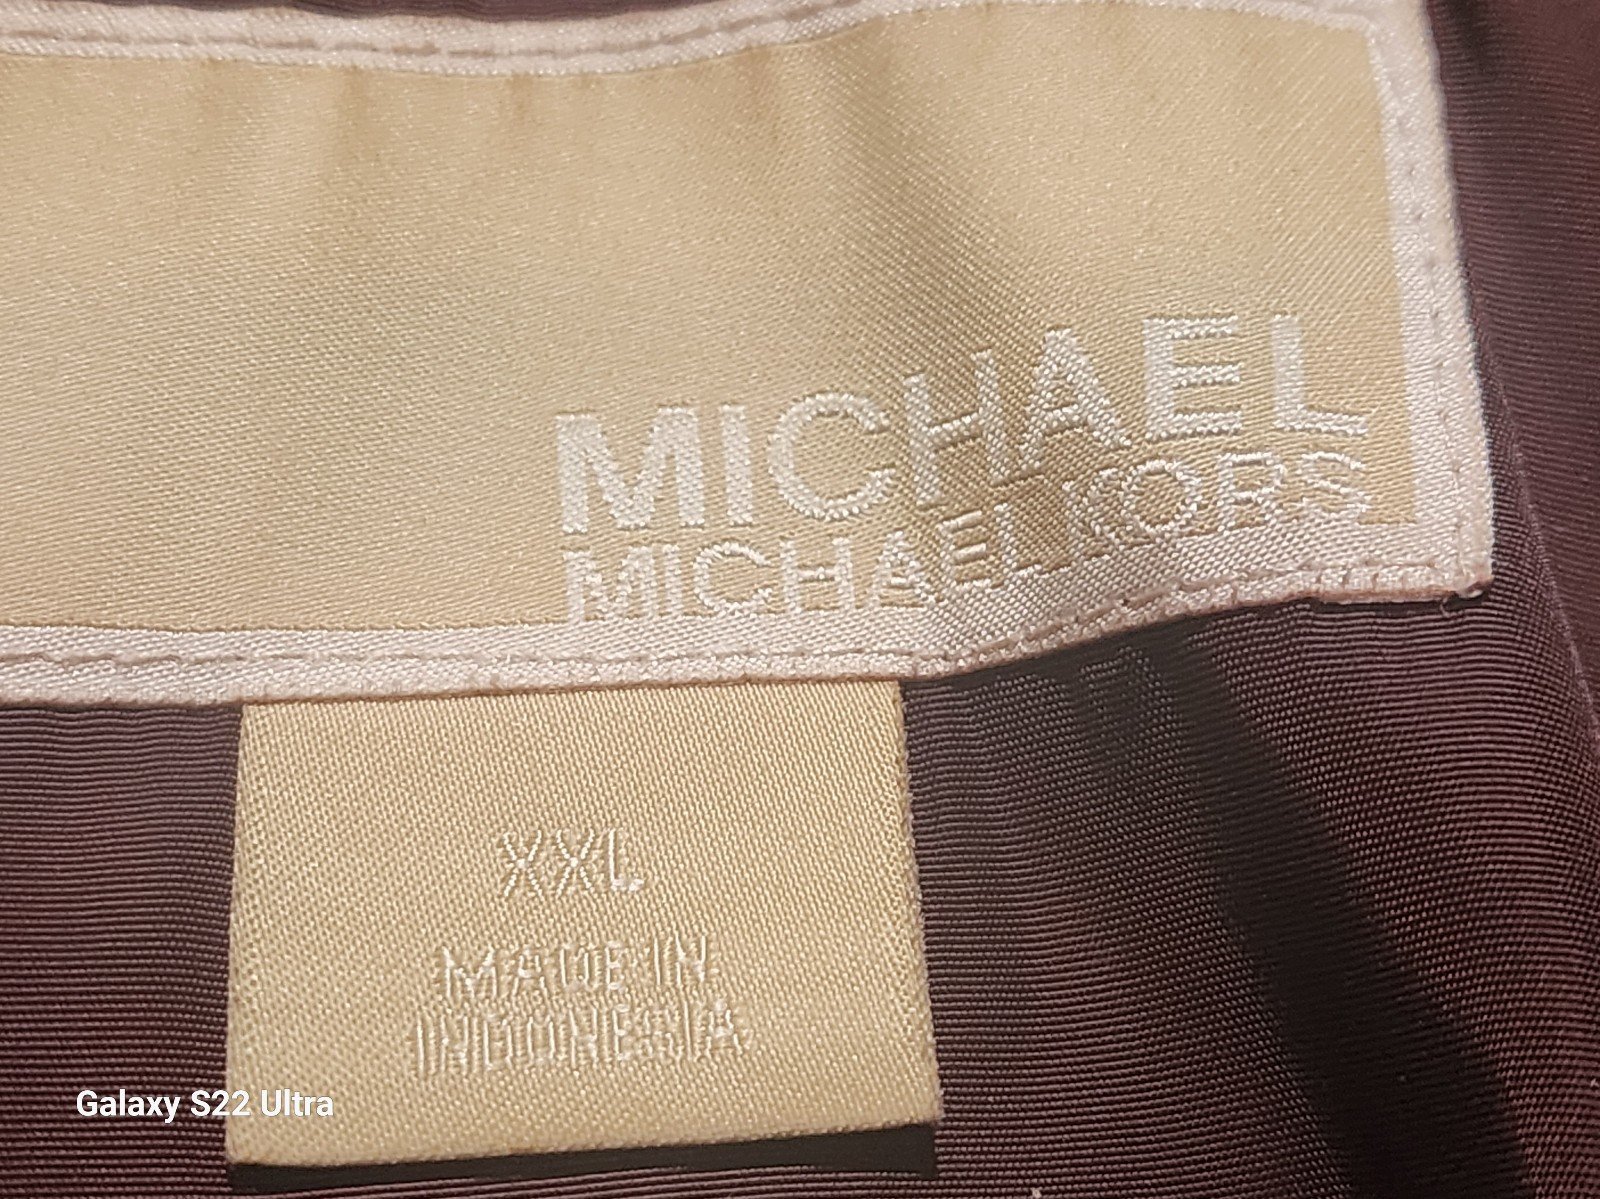 MICHAEL
MICHAEL KORS
XXL
MADE IN
INDONESIA
Galaxy S22 Ultra